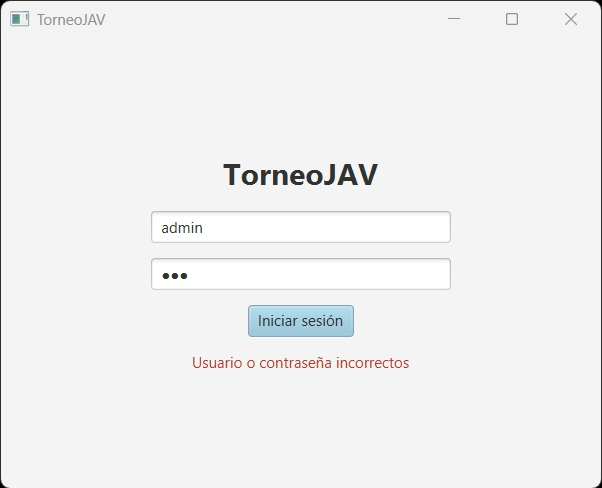 TorneoJAV
TorneoJAV
admin
●●●
Iniciar sesión
Usuario o contraseña incorrectos